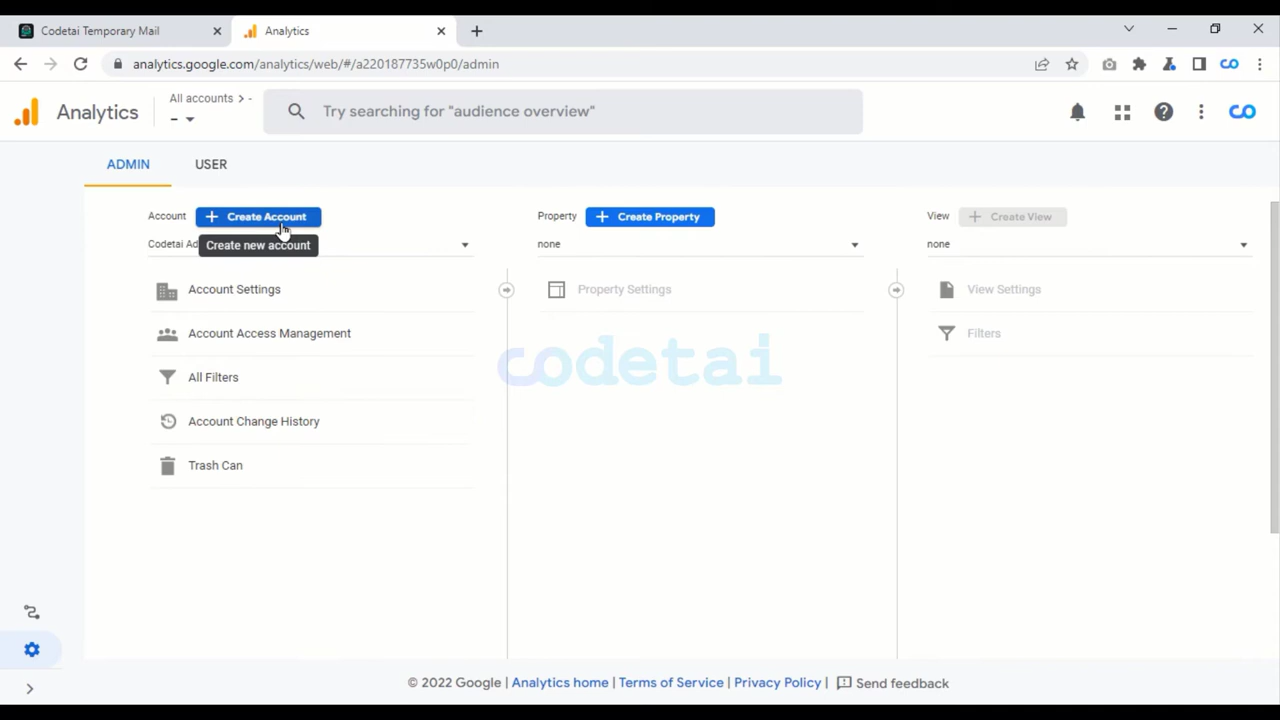 Codetai Temporary Mail
Analytics
analytics.google.com/analytics/web/#/a220187735w0p0/admin
Analytics
All accounts > -
-
Try searching for "audience overview"
ADMIN
USER
Account
Create Account
Codetai Ad
Create new account
Account Settings
Account Access Management
All Filters
Account Change History
Trash Can
Property
Create Property
none
Property Settings
View
Create View
none
View Settings
Filters
codetai
© 2022 Google | Analytics home | Terms of Service | Privacy Policy | Send feedback